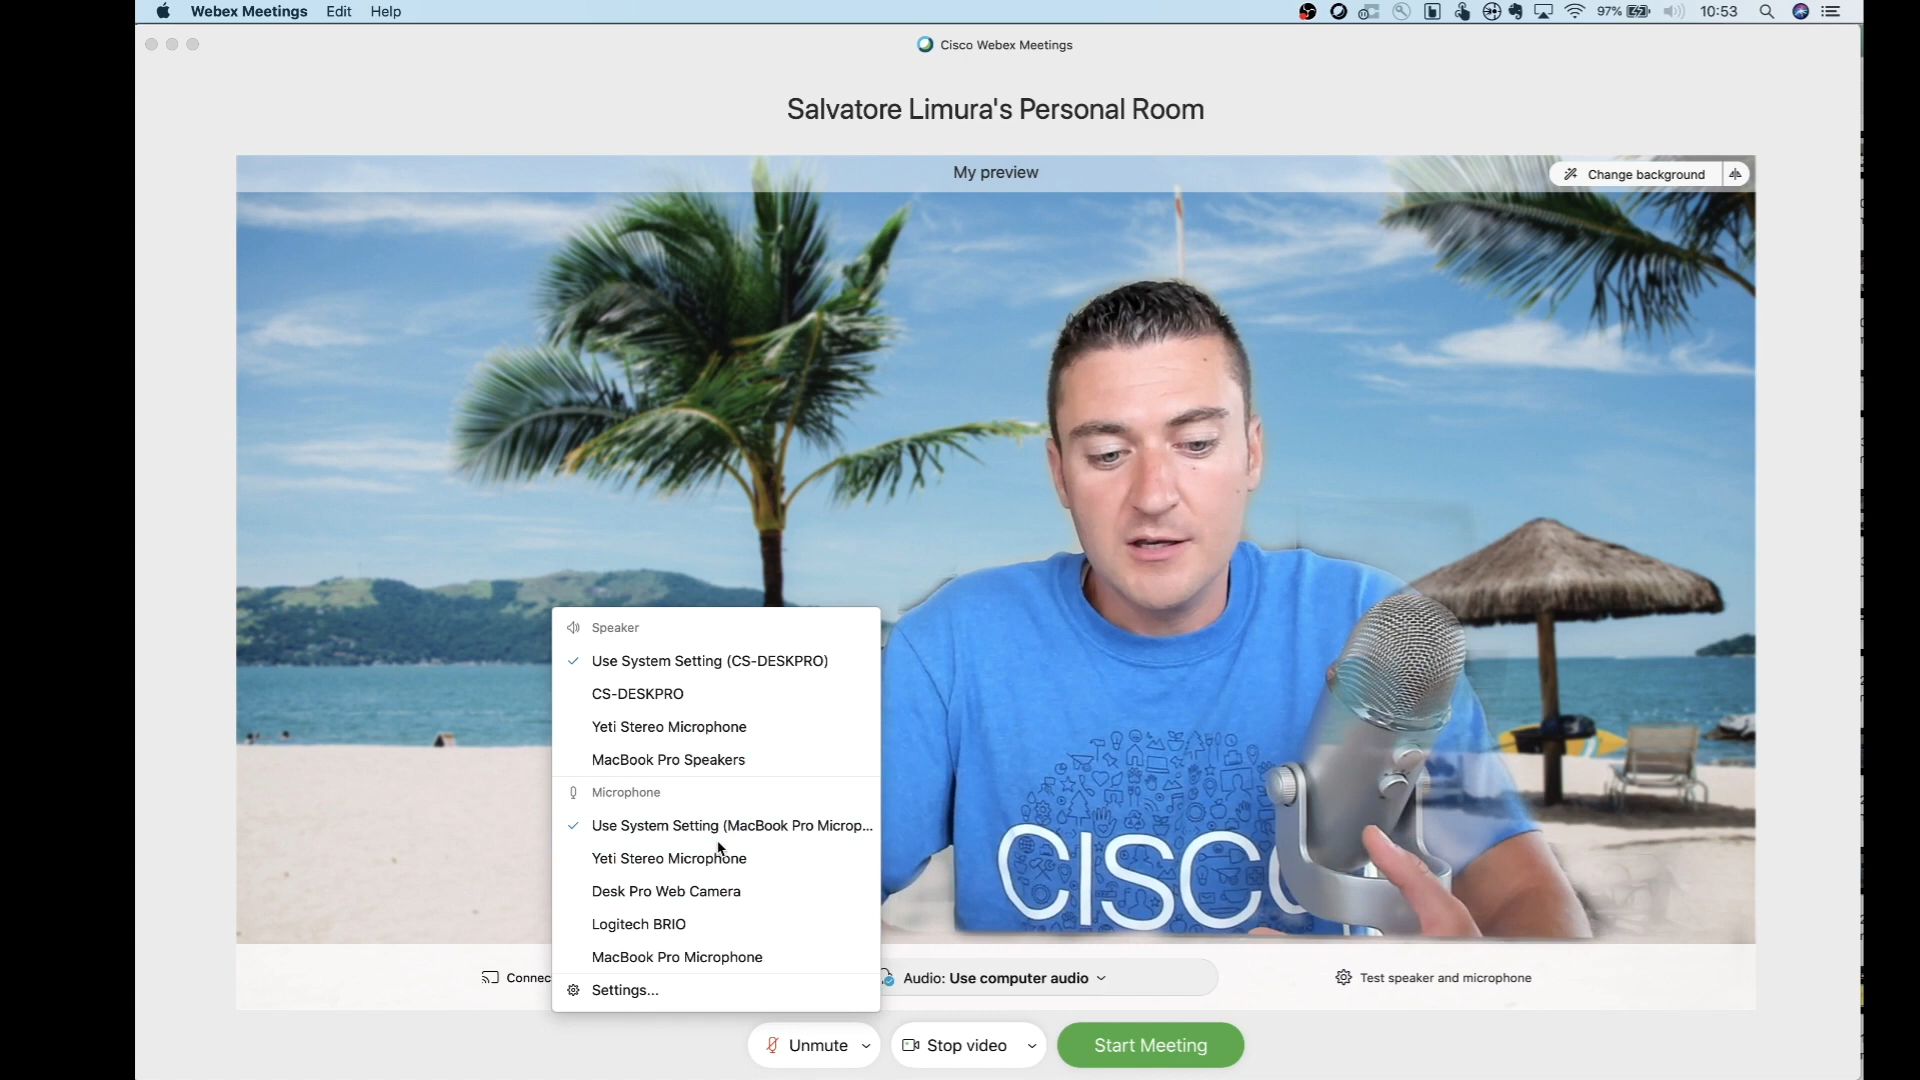 Webex Meetings Edit Help
97% 10:53
Cisco Webex Meetings
Salvatore Limura's Personal Room
My preview
Change background
Speaker
Use System Setting (CS-DESKPRO)
CS-DESKPRO
Yeti Stereo Microphone
MacBook Pro Speakers
Microphone
Use System Setting (MacBook Pro Microp...
Yeti Stereo Microphone
Desk Pro Web Camera
Logitech BRIO
MacBook Pro Microphone
Settings...
CISCO
Connec
Audio: Use computer audio
Test speaker and microphone
Unmute
Stop video
Start Meeting